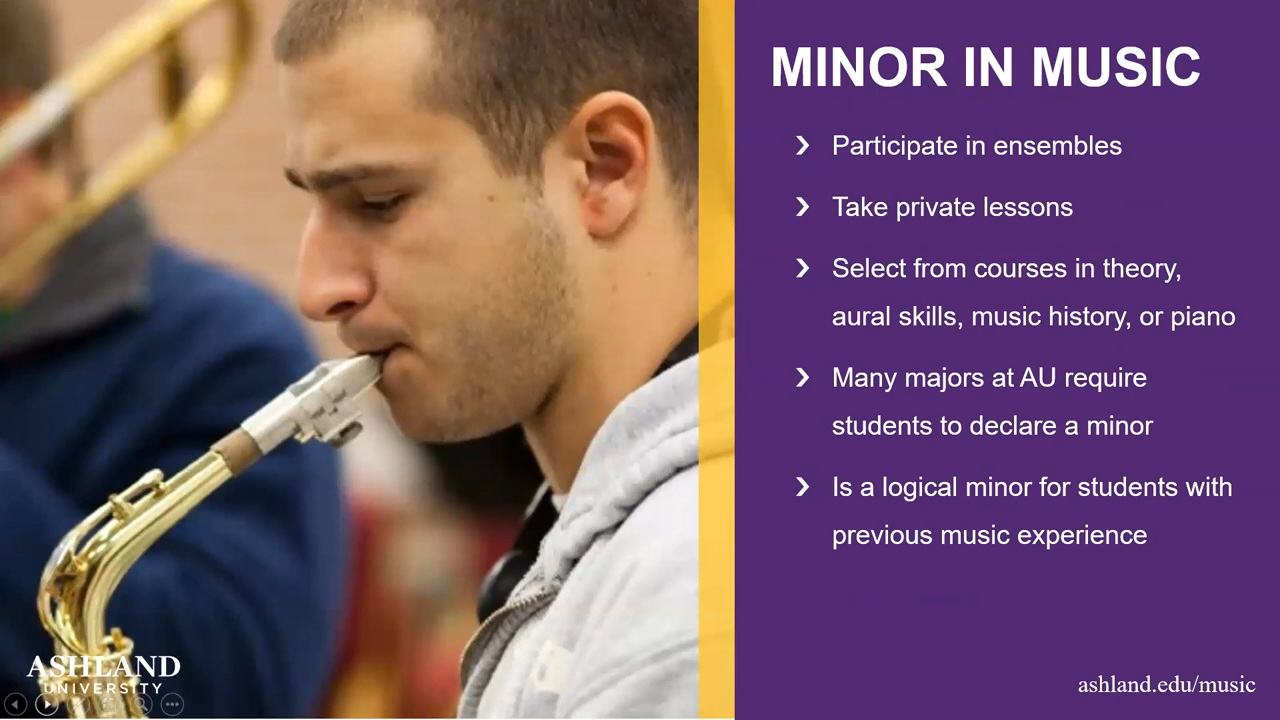 MINOR IN MUSIC
Participate in ensembles
Take private lessons
Select from courses in theory,
aural skills, music history, or piano
Many majors at AU require
students to declare a minor
Is a logical minor for students with
previous music experience
ASHLAND
UNIVERSITY
ashland.edu/music